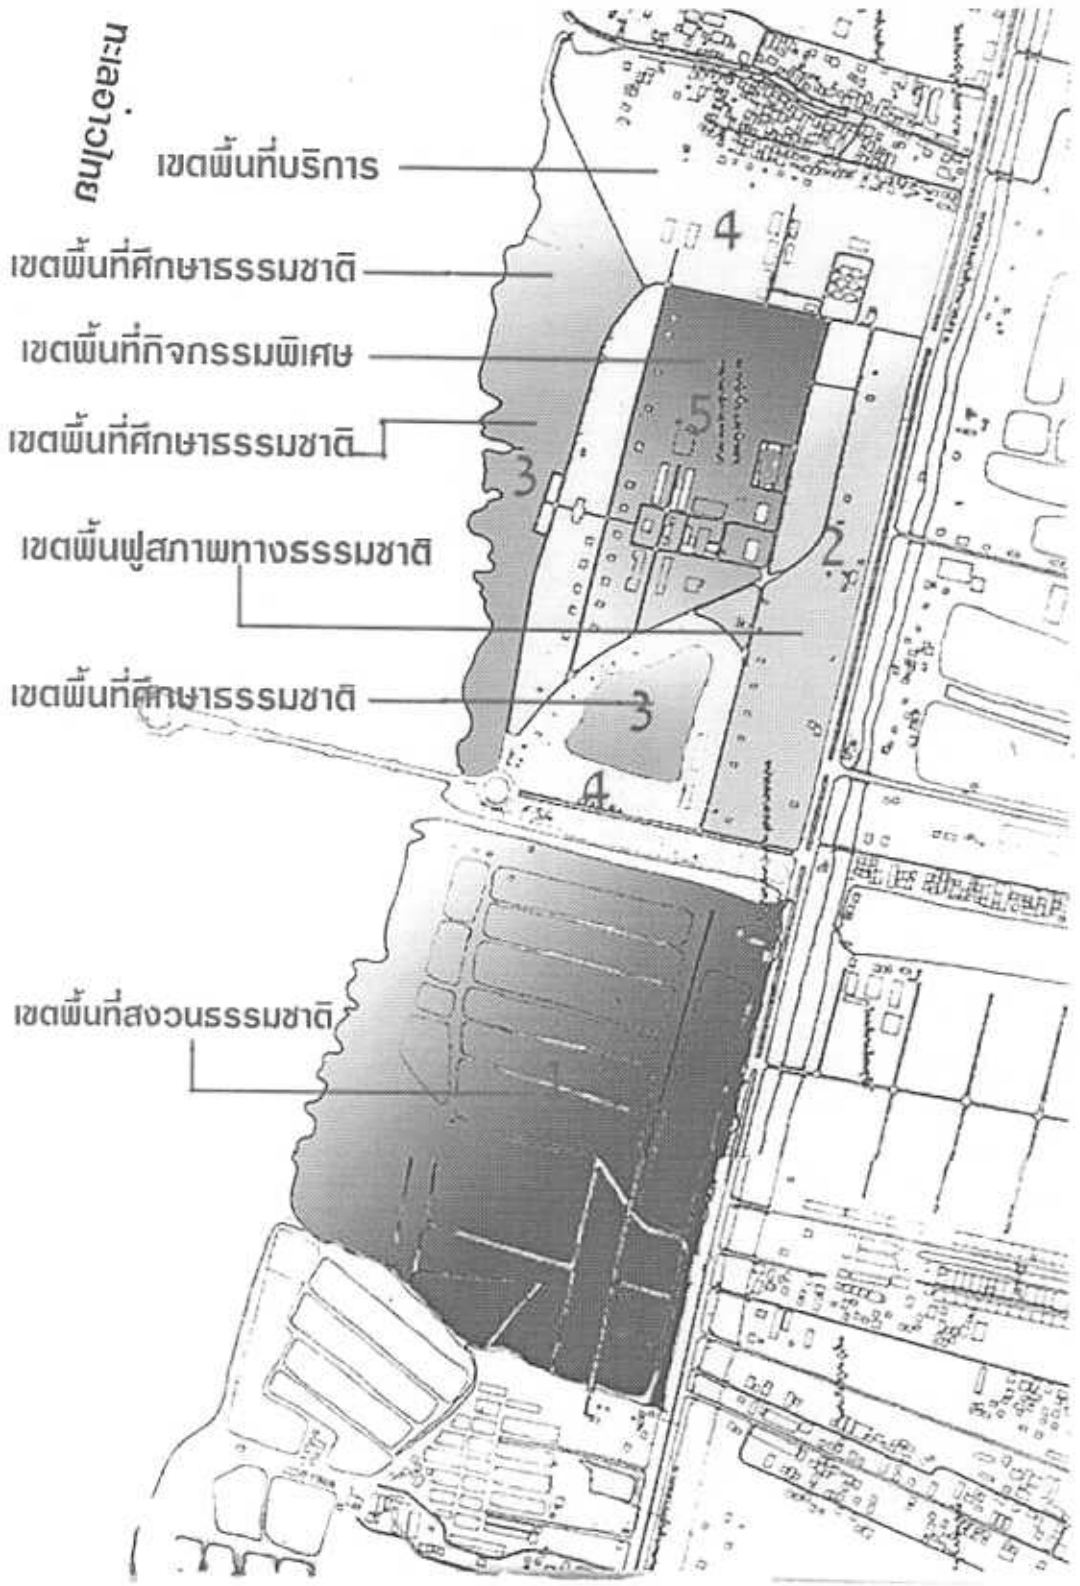 ทะเลอ่าวไทย
เขตพื้นที่บริการ
4
เขตพื้นที่ศึกษาธรรมชาติ
เขตพื้นที่กิจกรรมพิเศษ
5
เขตพื้นที่ศึกษาธรรมชาติ
3
เขตพื้นฟูสภาพทางธรรมชาติ
2
เขตพื้นที่ศึกษาธรรมชาติ
3
4
เขตพื้นที่สงวนธรรมชาติ
1